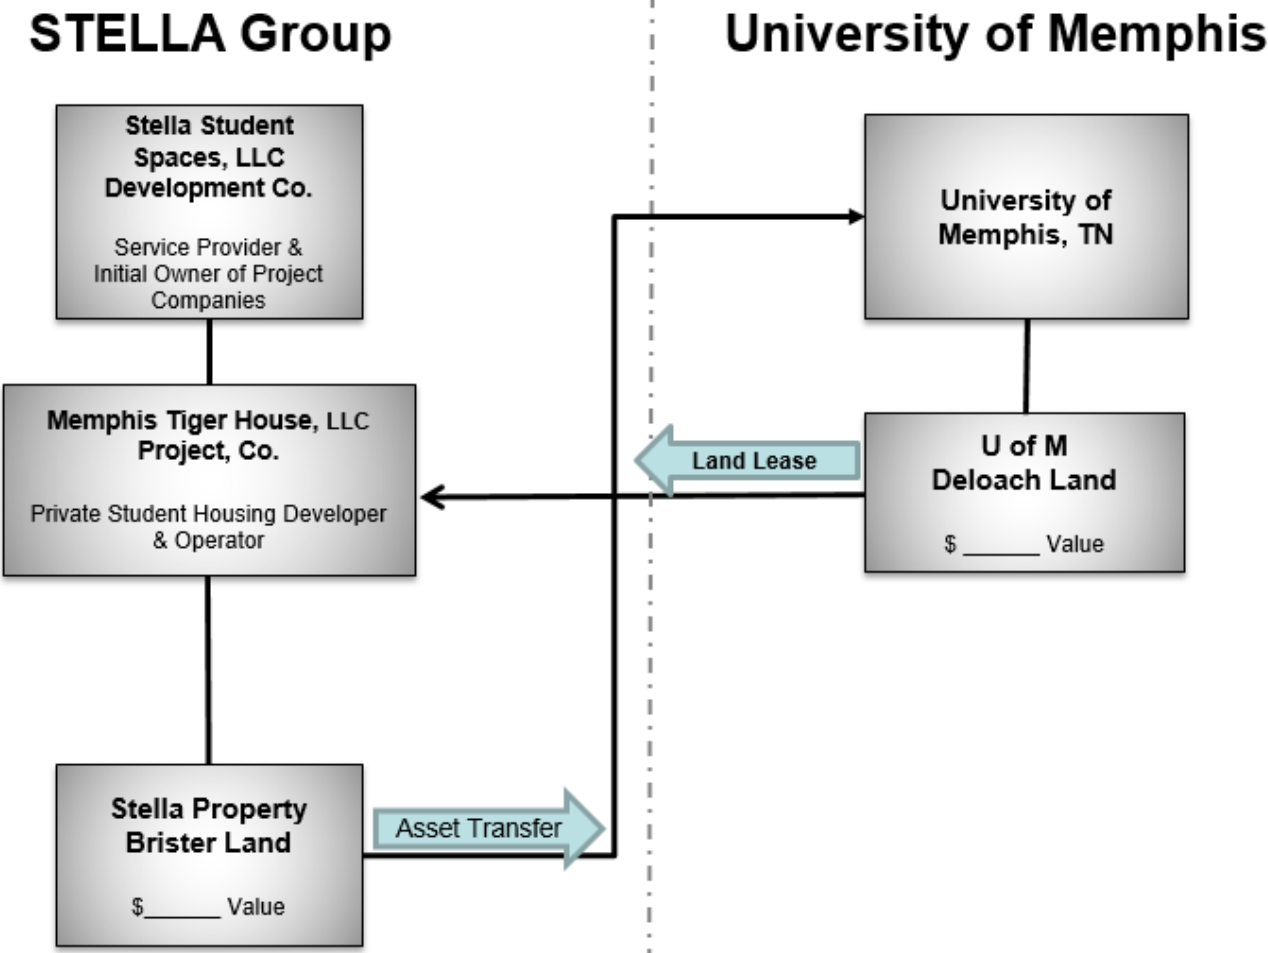 STELLA Group
University of Memphis
Stella Student
Spaces, LLC
Development Co.
Service Provider &
Initial Owner of Project
Companies
University of
Memphis, TN
Memphis Tiger House, LLC
Project, Co.
Private Student Housing Developer
& Operator
Land Lease
U of M
Deloach Land
$ ______ Value
Stella Property
Brister Land
$______ Value
Asset Transfer